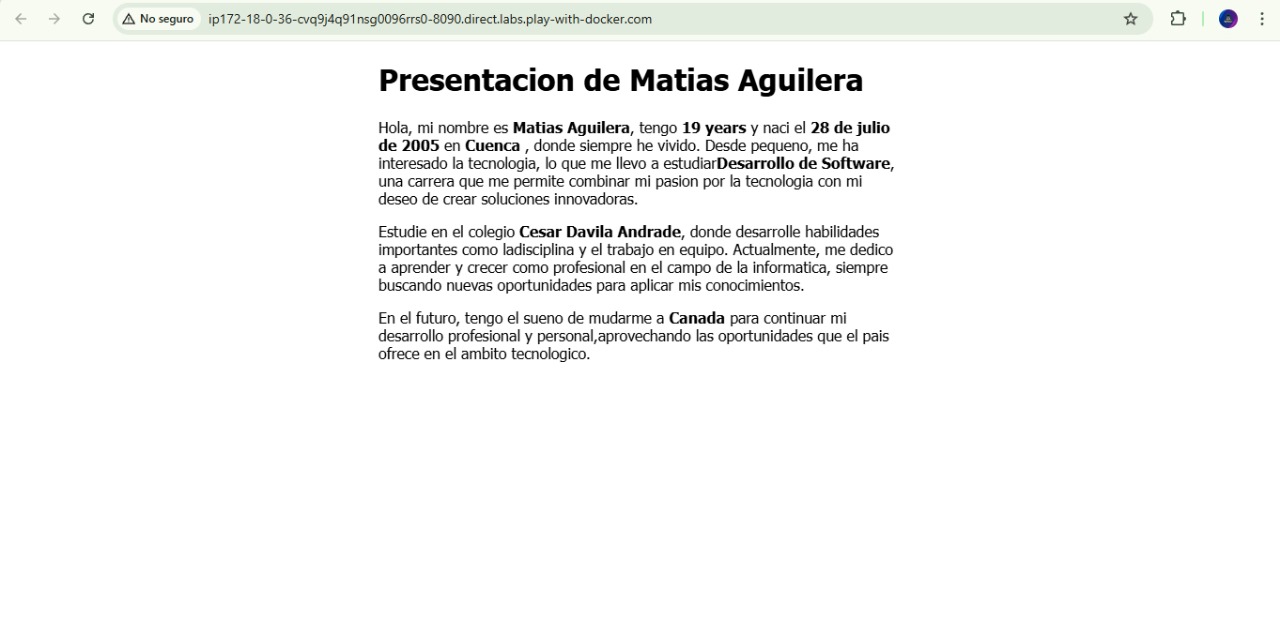 No seguro
ip172-18-0-36-cvq9j4q91nsg0096rrs0-8090.direct.labs.play-with-docker.com
Presentacion de Matias Aguilera
Hola, mi nombre es Matias Aguilera, tengo 19 years y naci el 28 de julio
de 2005 en Cuenca , donde siempre he vivido. Desde pequeno, me ha
interesado la tecnologia, lo que me llevo a estudiarDesarrollo de Software,
una carrera que me permite combinar mi pasion por la tecnologia con mi
deseo de crear soluciones innovadoras.
Estudie en el colegio Cesar Davila Andrade, donde desarrolle habilidades
importantes como ladisciplina y el trabajo en equipo. Actualmente, me dedico
a aprender y crecer como profesional en el campo de la informatica, siempre
buscando nuevas oportunidades para aplicar mis conocimientos.
En el futuro, tengo el sueno de mudarme a Canada para continuar mi
desarrollo profesional y personal,aprovechando las oportunidades que el pais
ofrece en el ambito tecnologico.